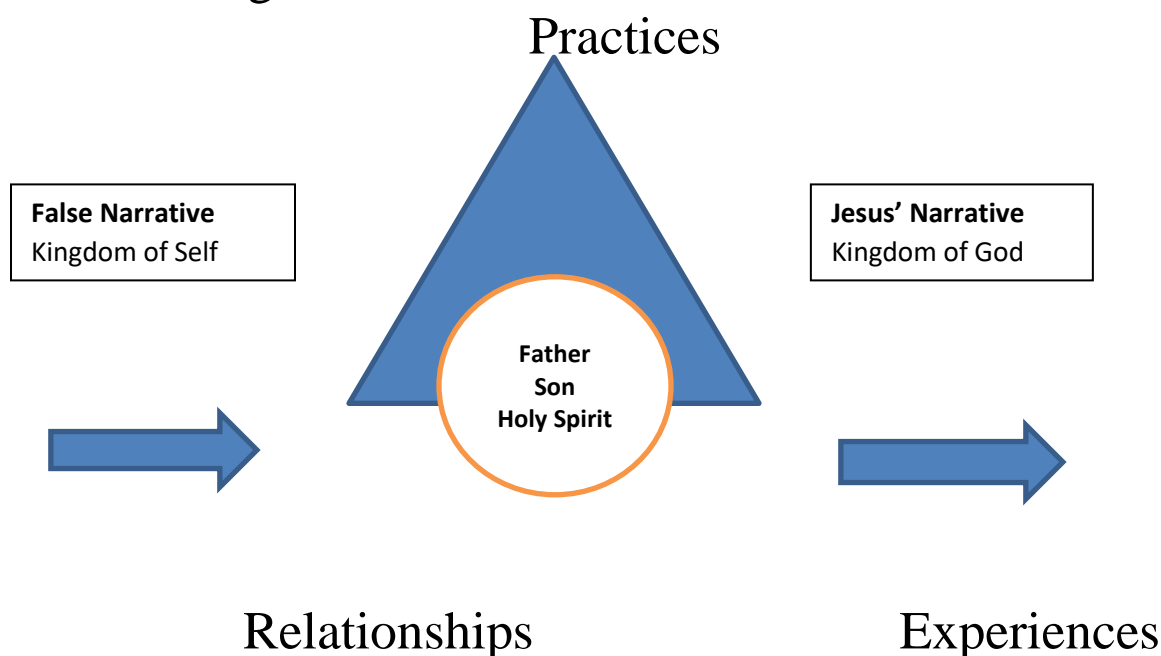 Practices
False Narrative
Kingdom of Self
Jesus’ Narrative
Kingdom of God
Father
Son
Holy Spirit
Relationships Experiences